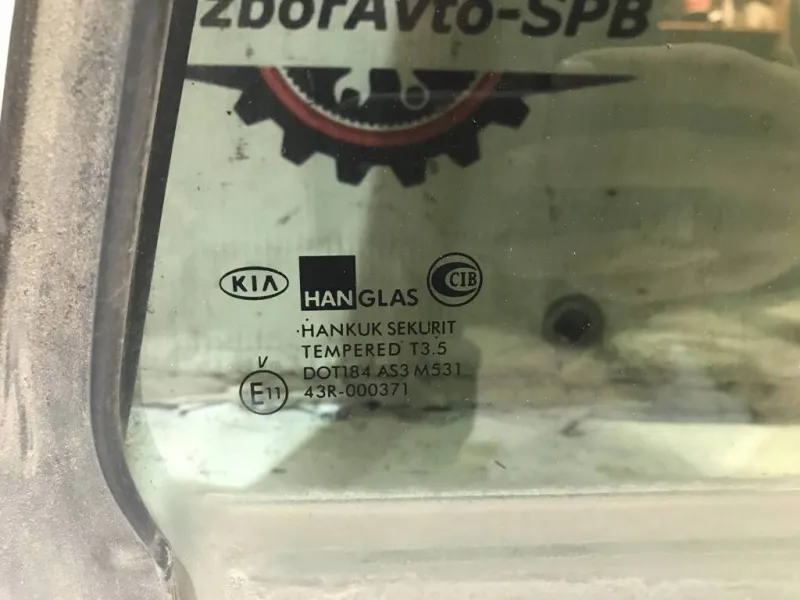 zborAvto-SPB
KIA HANGLAS CIB
HANKUK SEKURIT
TEMPERED T3.5
V DOT184 AS3 M531
E11 43R-000371